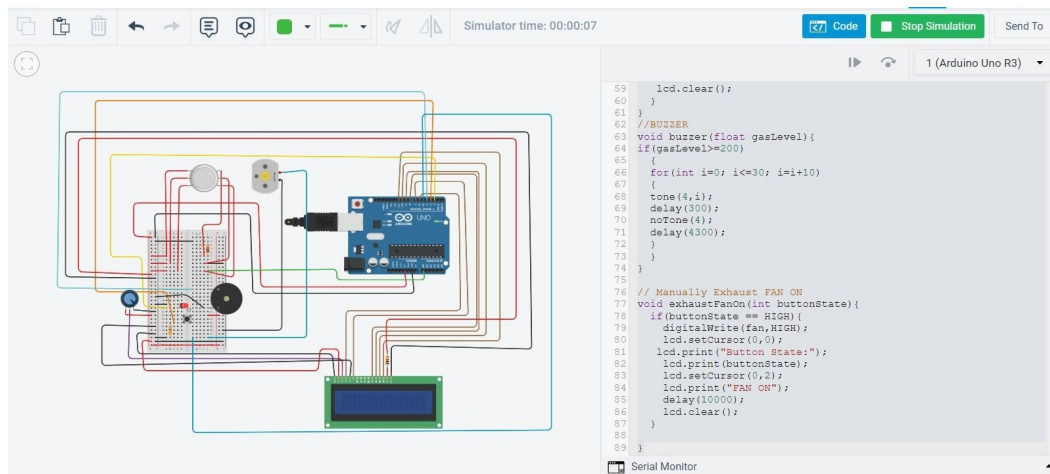 Simulator time: 00:00:07
Code
Stop Simulation
Send To
1 (Arduino Uno R3)
59 lcd.clear();
60 }
61 }
62 //BUZZER
63 void buzzer(float gasLevel){
64 if(gasLevel>=200)
65 {
66 for(int i=0; i<=30; i=i+10)
67 {
68 tone(4,i);
69 delay(300);
70 noTone(4);
71 delay(4300);
72 }
73 }
74 }
75
76 // Manually Exhaust FAN ON
77 void exhaustFanOn(int buttonState){
78 if(buttonState == HIGH){
79 digitalWrite(fan,HIGH);
80 lcd.setCursor(0,0);
81 lcd.print("Button State:");
82 lcd.print(buttonState);
83 lcd.setCursor(0,2);
84 lcd.print("FAN ON");
85 delay(10000);
86 lcd.clear();
87 }
88
89 }
Serial Monitor
UNO